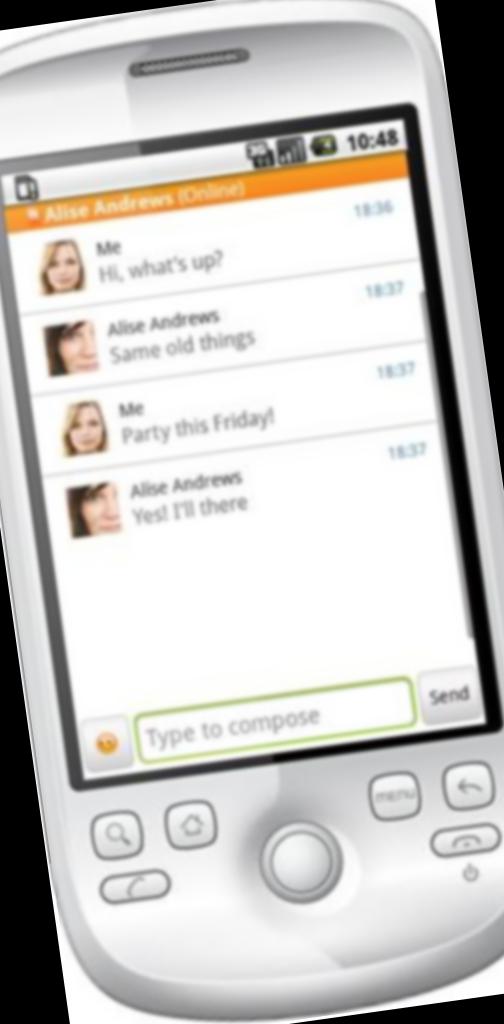 10:48
Alise Andrews (Online)
Me
18:36
Hi, what's up?
Alise Andrews
18:37
Same old things
Me
18:37
Party this Friday!
Alise Andrews
18:37
Yes! I'll there
Type to compose
Send
menu